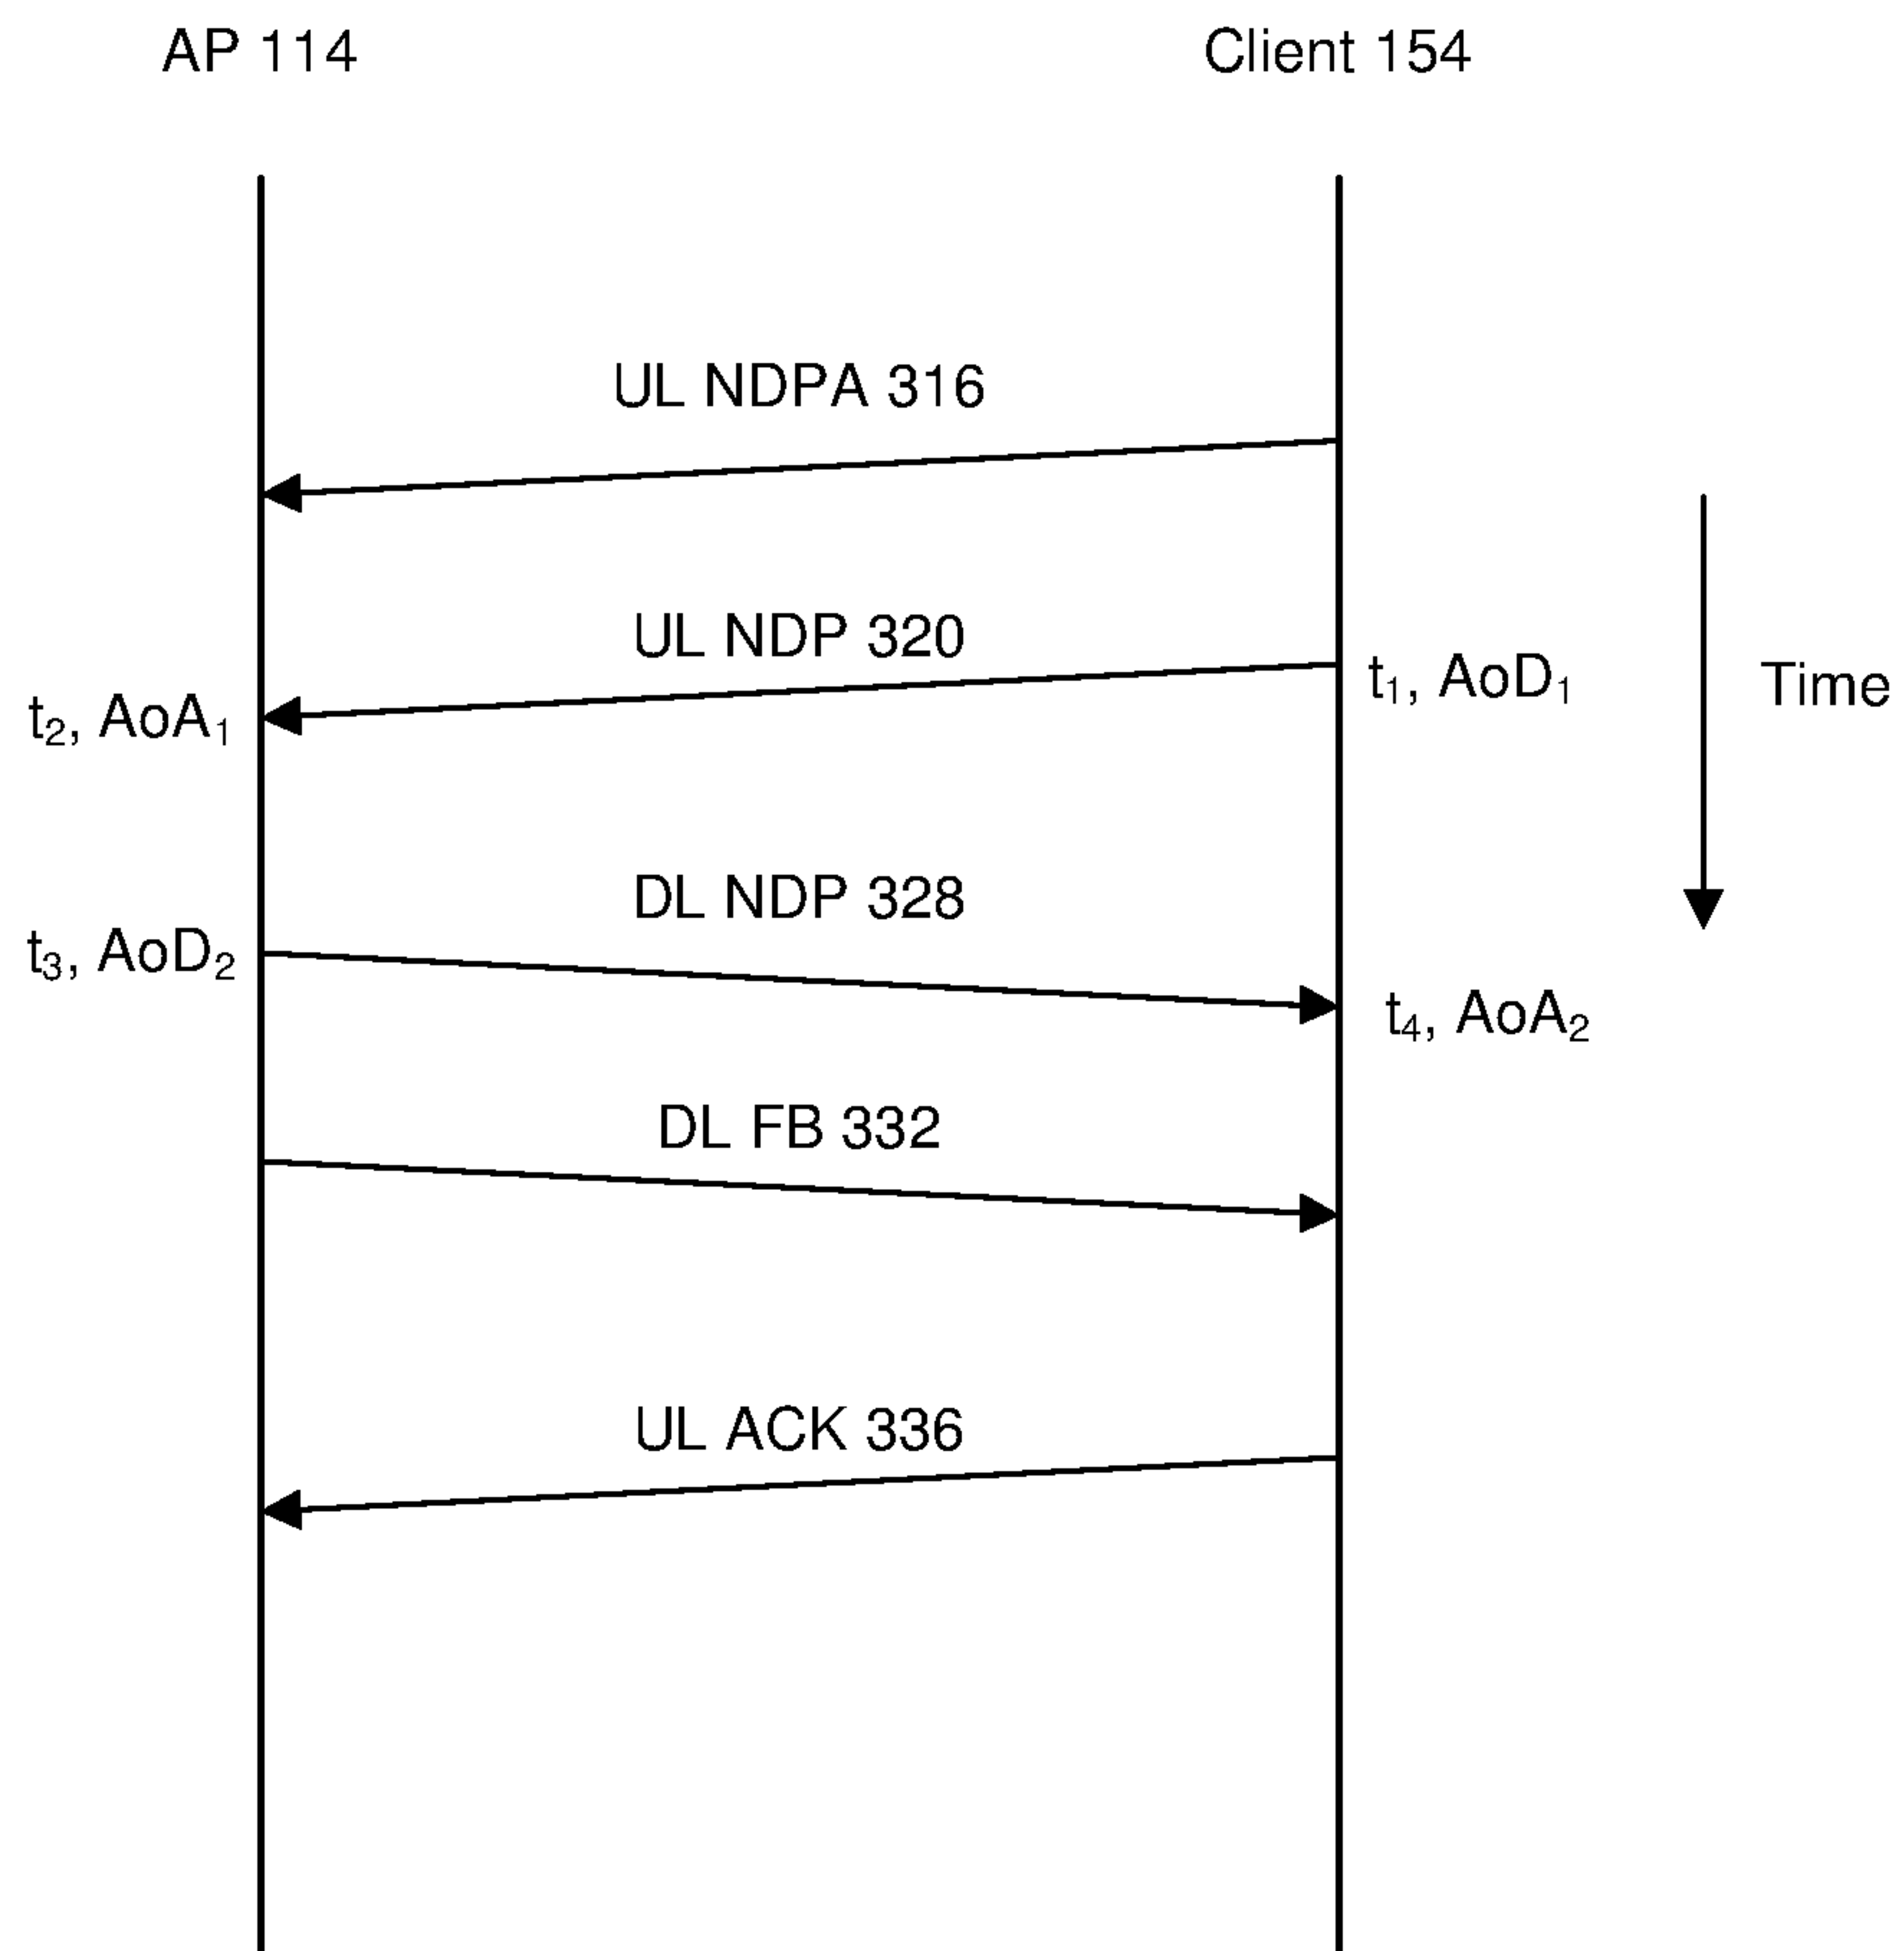 AP 114
Client 154
UL NDPA 316
UL NDP 320
t1, AoD1
Time
t2, AoA1
DL NDP 328
t3, AoD2
t4, AoA2
DL FB 332
UL ACK 336